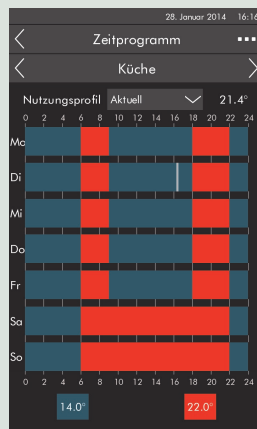 28. Januar 2014 16:16
Zeitprogramm
Küche
Nutzungsprofil Aktuell 21.4°
0 2 4 6 8 10 12 14 16 18 20 22 24
Mo
Di
Mi
Do
Fr
Sa
So
0 2 4 6 8 10 12 14 16 18 20 22 24
14.0° 22.0°